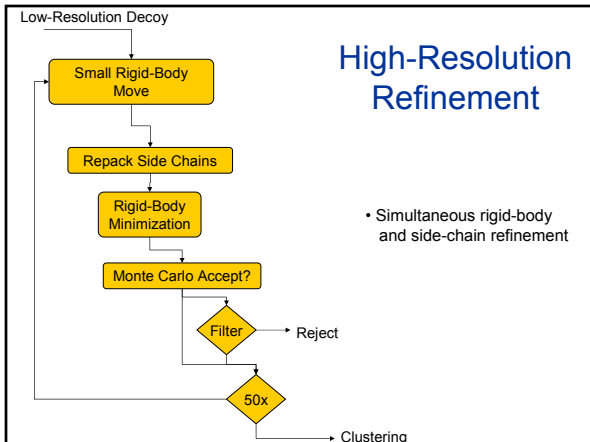 Low-Resolution Decoy
High-Resolution
Refinement
Small Rigid-Body
Move
Repack Side Chains
Rigid-Body
Minimization
• Simultaneous rigid-body
and side-chain refinement
Monte Carlo Accept?
Filter
Reject
50x
Clustering